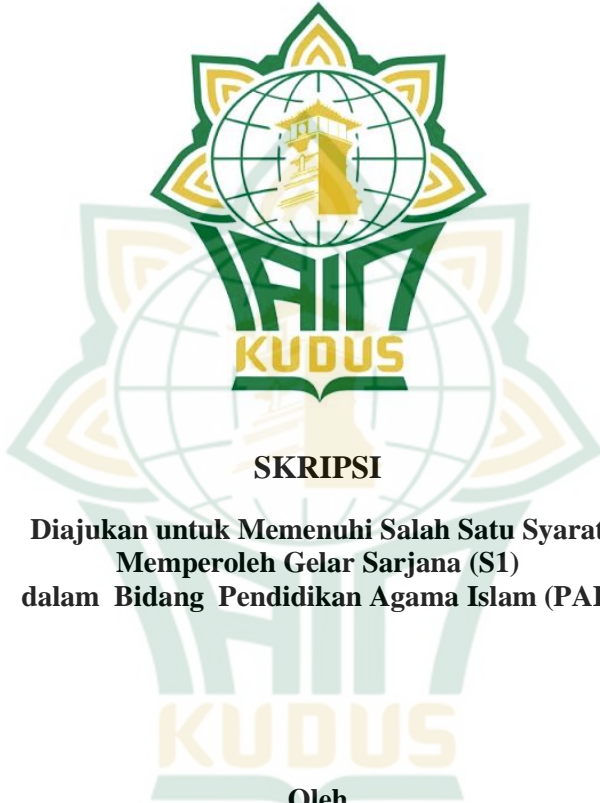 IAIN
KUDUS
SKRIPSI
Diajukan untuk Memenuhi Salah Satu Syarat
Memperoleh Gelar Sarjana (S1)
dalam Bidang Pendidikan Agama Islam (PAI
KUDUS
Oleh